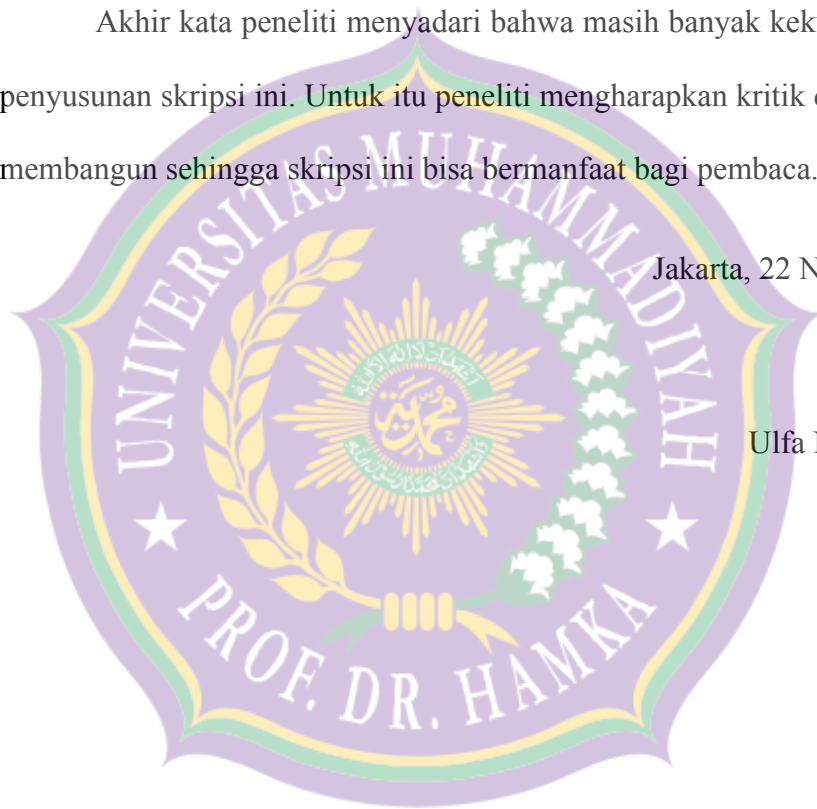 Akhir kata peneliti menyadari bahwa masih banyak
penyusunan skripsi ini. Untuk itu peneliti mengharapkan kritik
membangun sehingga skripsi ini bisa bermanfaat bagi pembaca.
Jakarta, 22
Ulfa
UNIVERSITAS MUHAMMADIYAH
PROF. DR. HAMKA
محمدية